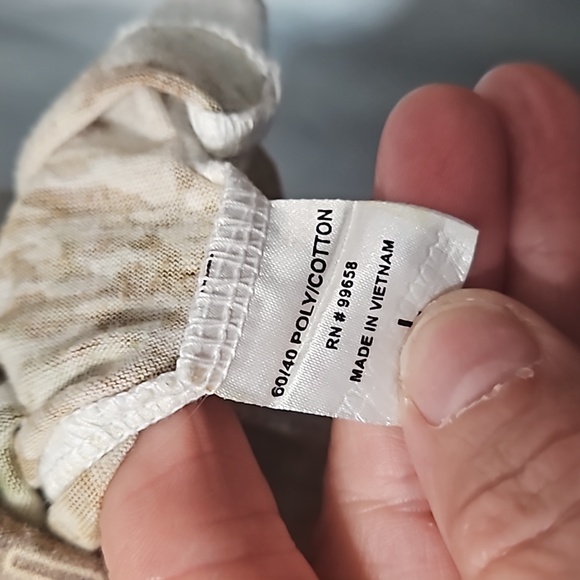 60/40 POLY/COTTON
RN # 99658
MADE IN VIETNAM